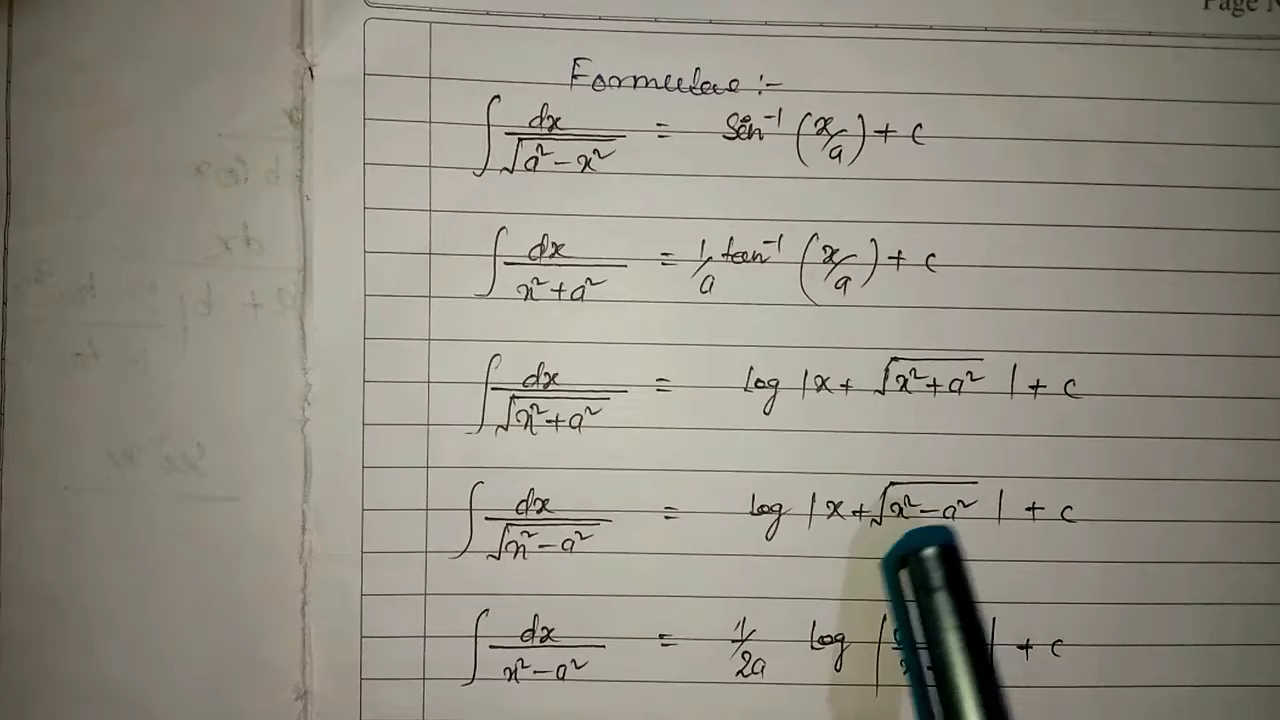 Page N
Formulae :-
∫ dx / √(a² - x²) = Sin⁻¹ (x/a) + c
∫ dx / (x² + a²) = 1/a tan⁻¹ (x/a) + c
∫ dx / √(x² + a²) = log |x + √(x² + a²)| + c
∫ dx / √(x² - a²) = log |x + √(x² - a²)| + c
∫ dx / (x² - a²) = 1/2a log | | + c